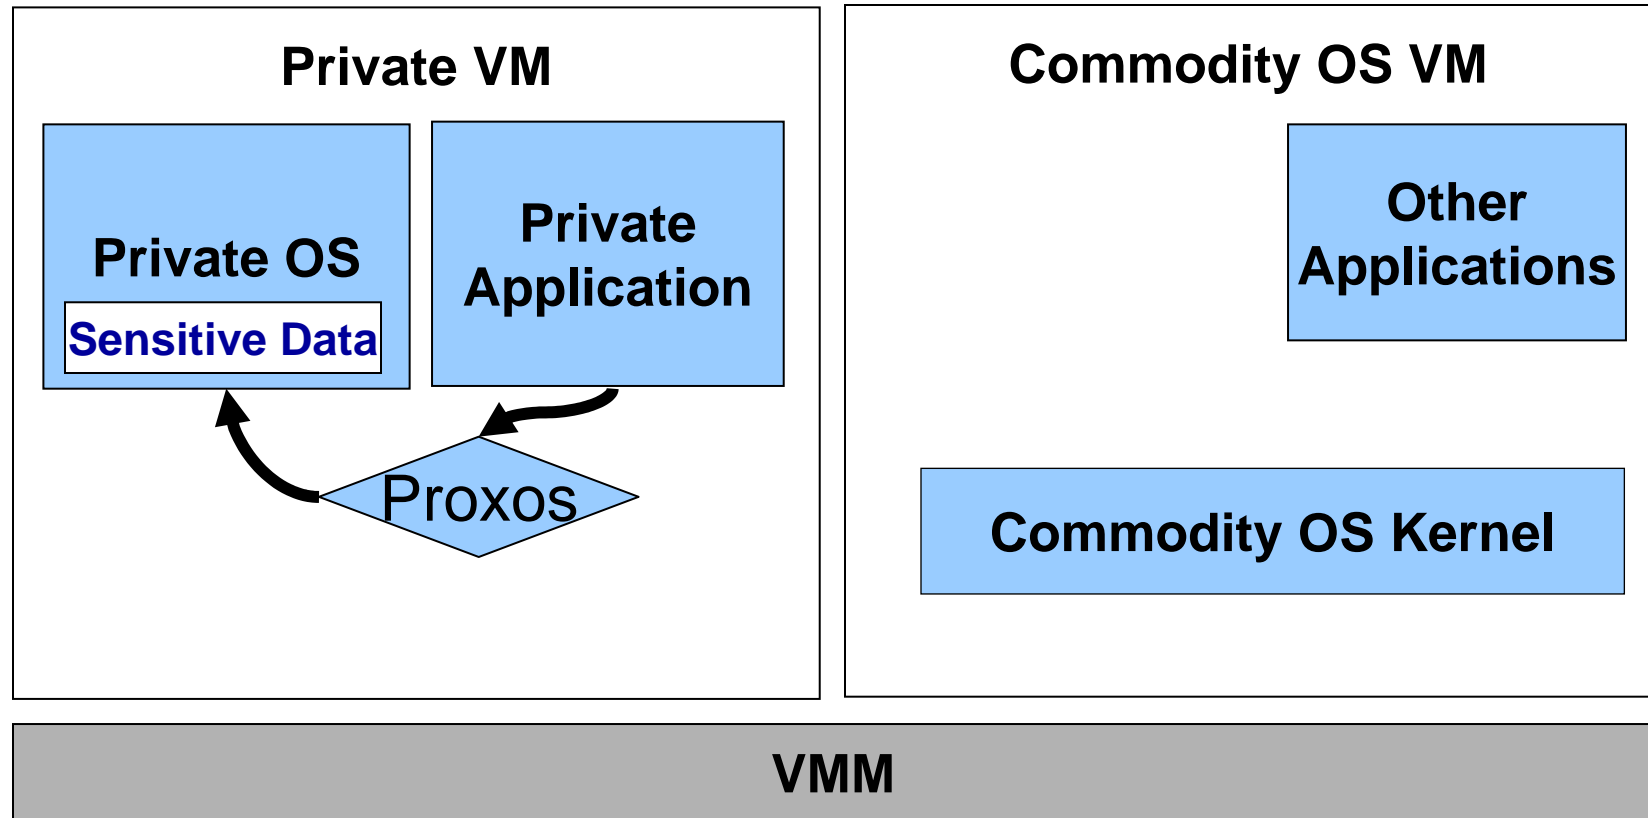 Private VM
Private OS
Sensitive Data
Private
Application
Proxos
Commodity OS VM
Other
Applications
Commodity OS Kernel
VMM